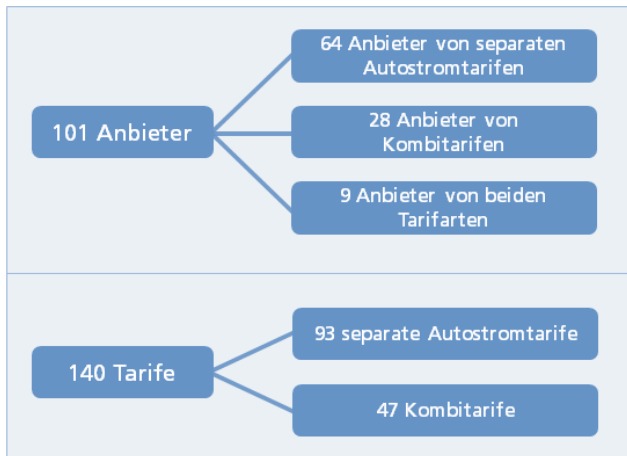 64 Anbieter von separaten
Autostromtarifen
101 Anbieter
28 Anbieter von
Kombitarifen
9 Anbieter von beiden
Tarifarten
93 separate Autostromtarife
140 Tarife
47 Kombitarife